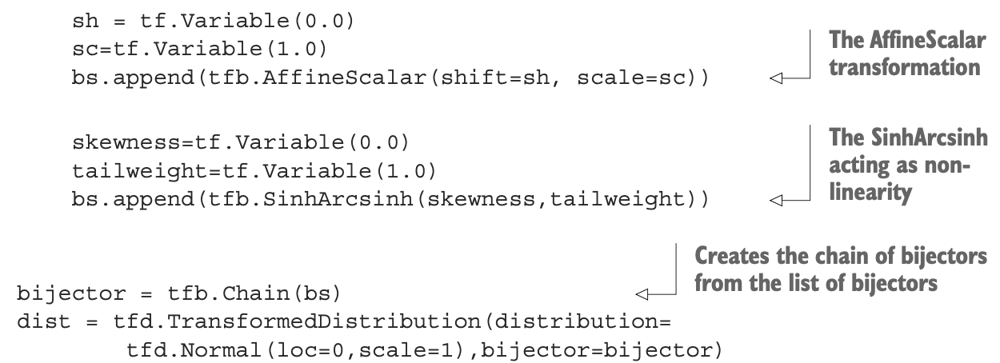 sh = tf.Variable(0.0)
sc=tf.Variable(1.0)
bs.append(tfb.AffineScalar(shift=sh, scale=sc))
The AffineScalar
transformation
skewness=tf.Variable(0.0)
tailweight=tf.Variable(1.0)
bs.append(tfb.SinhArcsinh(skewness,tailweight))
The SinhArcsinh
acting as non-
linearity
Creates the chain of bijectors
from the list of bijectors
bijector = tfb.Chain(bs)
dist = tfd.TransformedDistribution(distribution=
tfd.Normal(loc=0,scale=1),bijector=bijector)